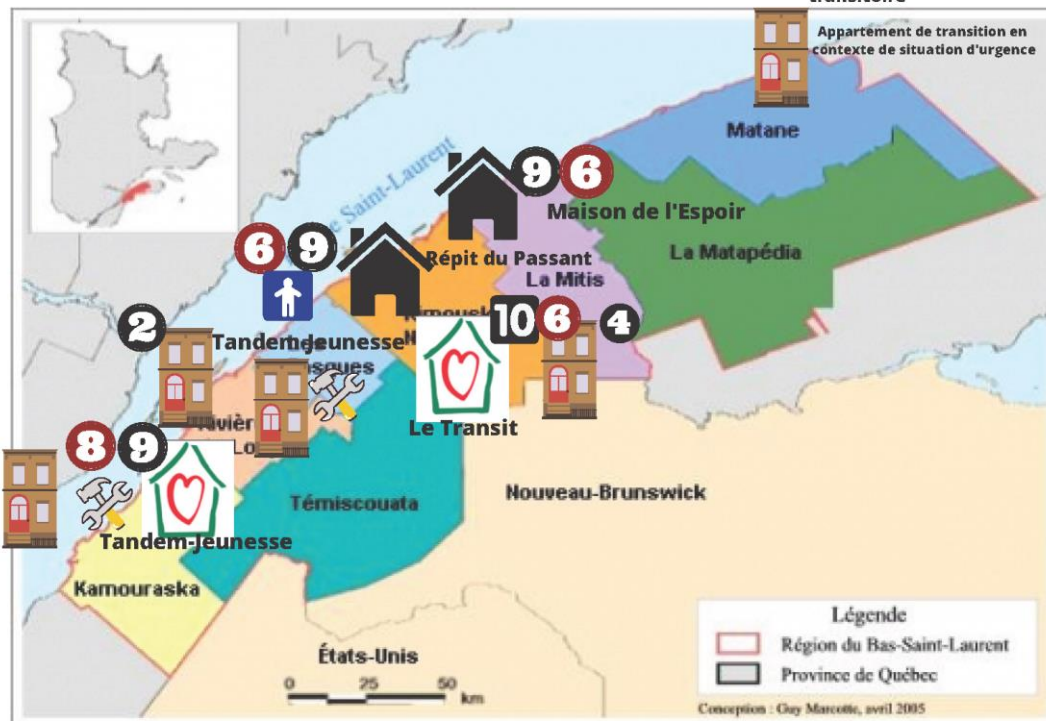 Appartement de transition en
contexte de situation d'urgence
Matane
Saint-Laurent
9 6
Maison de l'Espoir
6 9
Répit du Passant
La Matapédia
La Mitis
10 6 4
2
Tandem-Jeunesse
Le Transit
8 9
Témiscouata
Nouveau-Brunswick
Tandem-Jeunesse
Kamouraska
Légende
Région du Bas-Saint-Laurent
Province de Québec
États-Unis
0 25 50
km
Conception : Guy Marcotte, avril 2005